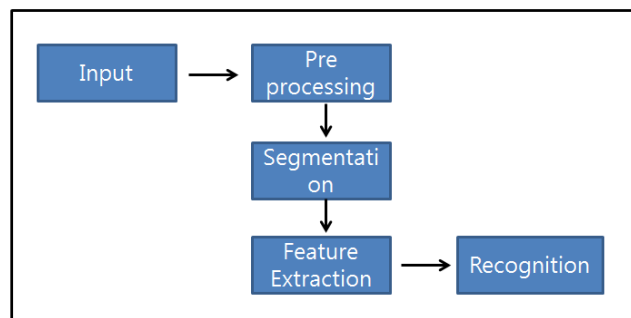 Input
Pre
processing
Segmentati
on
Feature
Extraction
Recognition